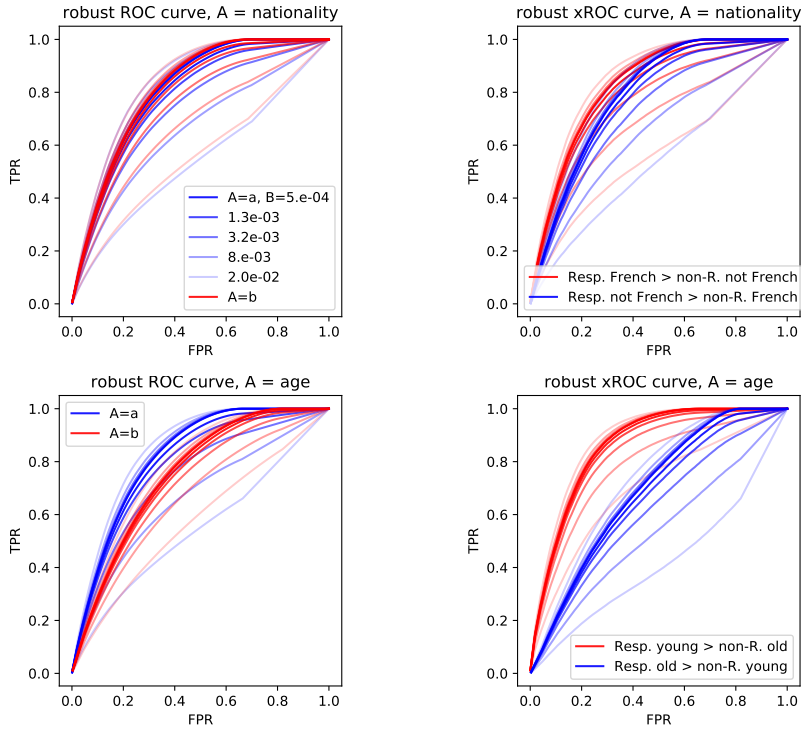 robust ROC curve, A = nationality
1.0
0.8
0.6
0.4
0.2
0.0
TPR
A=a, B=5.e-04
1.3e-03
3.2e-03
8.e-03
2.0e-02
A=b
0.0 0.2 0.4 0.6 0.8 1.0
FPR
robust xROC curve, A = nationality
1.0
0.8
0.6
0.4
0.2
0.0
TPR
Resp. French > non-R. not French
Resp. not French > non-R. French
0.0 0.2 0.4 0.6 0.8 1.0
FPR
robust ROC curve, A = age
1.0
0.8
0.6
0.4
0.2
0.0
TPR
A=a
A=b
0.0 0.2 0.4 0.6 0.8 1.0
FPR
robust xROC curve, A = age
1.0
0.8
0.6
0.4
0.2
0.0
TPR
Resp. young > non-R. old
Resp. old > non-R. young
0.0 0.2 0.4 0.6 0.8 1.0
FPR